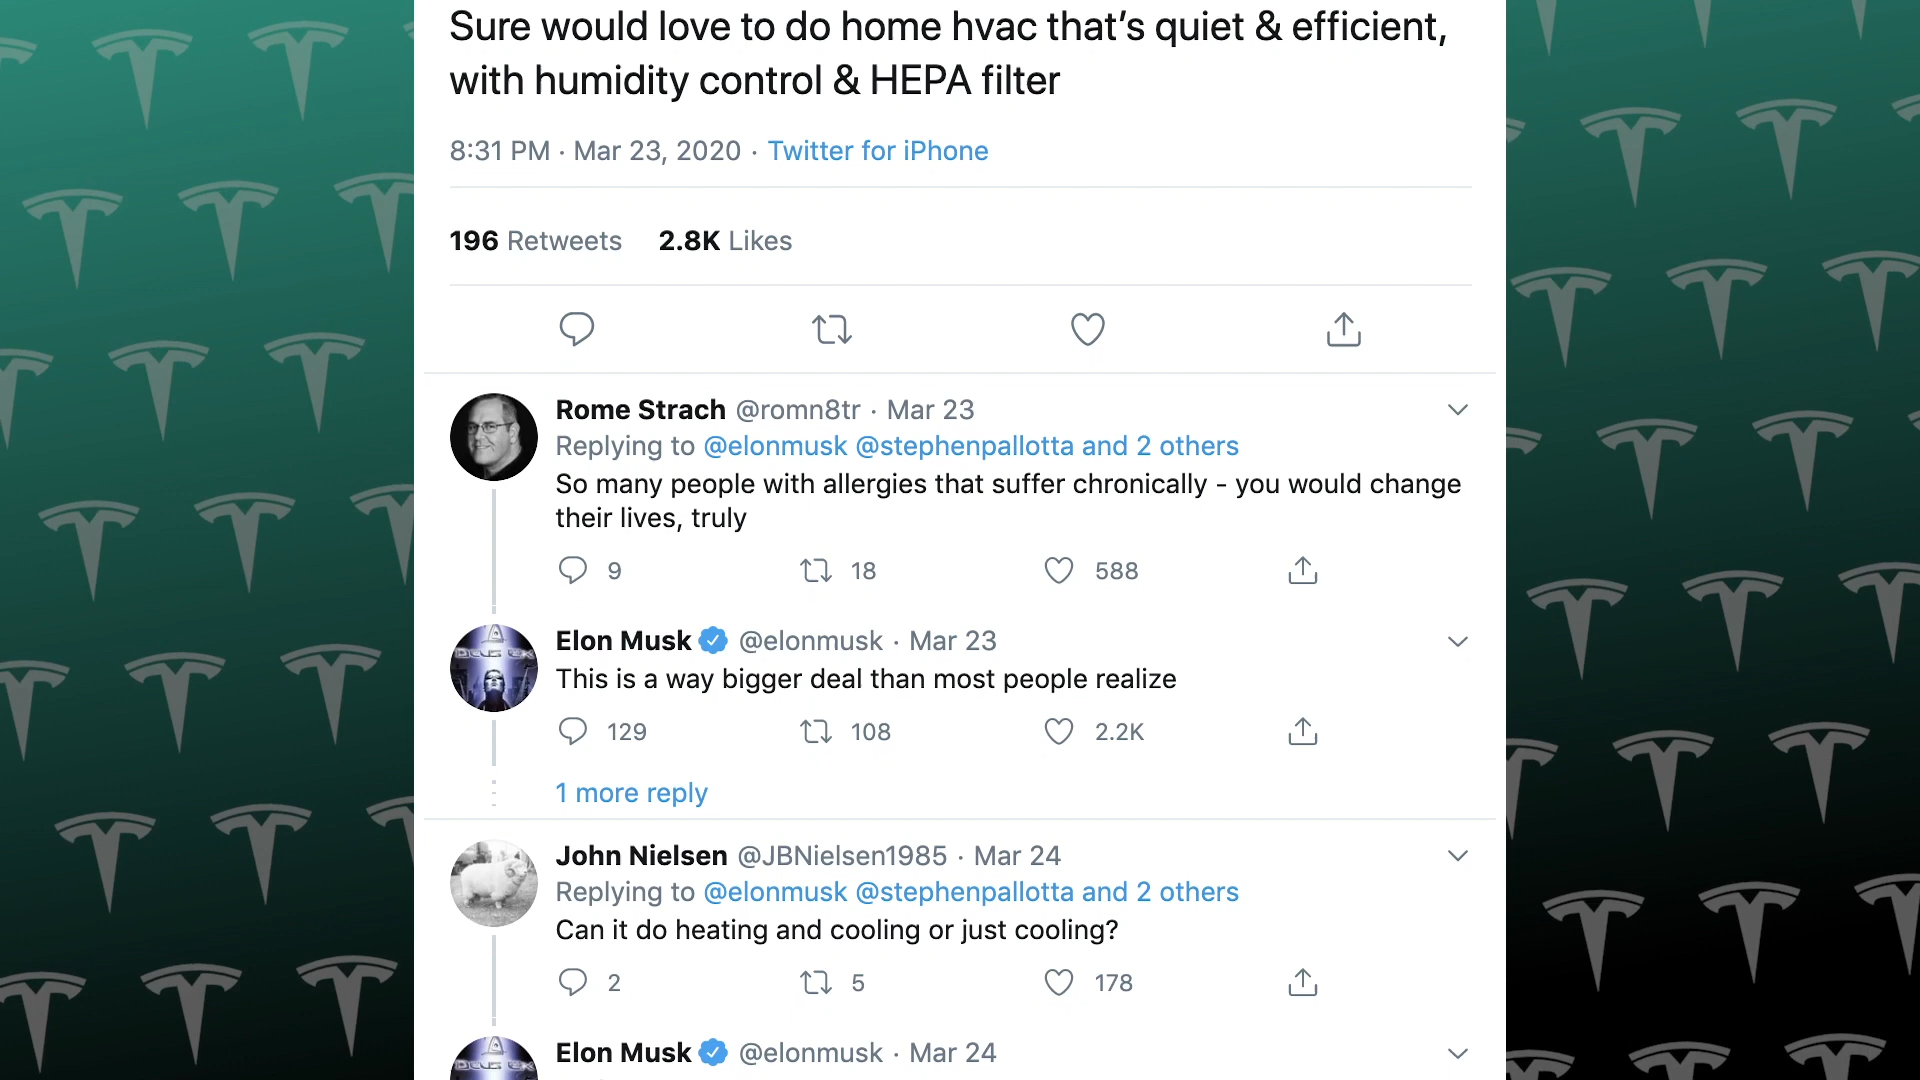 Sure would love to do home hvac that’s quiet & efficient,
with humidity control & HEPA filter
8:31 PM · Mar 23, 2020 · Twitter for iPhone
196 Retweets 2.8K Likes
Rome Strach @romn8tr · Mar 23
Replying to @elonmusk @stephenpallotta and 2 others
So many people with allergies that suffer chronically - you would change
their lives, truly
9 18 588
Elon Musk @elonmusk · Mar 23
This is a way bigger deal than most people realize
129 108 2.2K
1 more reply
John Nielsen @JBNielsen1985 · Mar 24
Replying to @elonmusk @stephenpallotta and 2 others
Can it do heating and cooling or just cooling?
2 5 178
Elon Musk @elonmusk · Mar 24